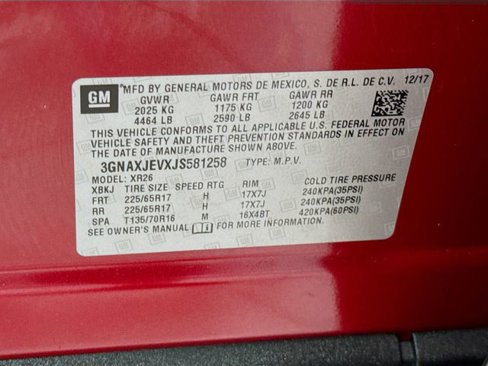 GM
MFD BY GENERAL MOTORS DE MEXICO, S. DE R.L. DE C.V. 12/17
GVWR GAWR FRT GAWR RR
2025 KG 1175 KG 1200 KG
4464 LB 2590 LB 2645 LB
THIS VEHICLE CONFORMS TO ALL APPLICABLE U.S. FEDERAL MOTOR
VEHICLE SAFETY, BUMPER, AND THEFT PREVENTION STANDARDS IN EFFECT ON
THE DATE OF MANUFACTURE SHOWN ABOVE.
3GNAXJEVXJS581258 TYPE: M.P.V.
MODEL: XR26
XBKJ TIRE SIZE SPEED RTG RIM COLD TIRE PRESSURE
FRT 225/65R17 H 17X7J 240KPA(35PSI)
RR 225/65R17 H 17X7J 240KPA(35PSI)
SPA T135/70R16 M 16X4BT 420KPA(60PSI)
SEE OWNER'S MANUAL FOR MORE INFORMATION.